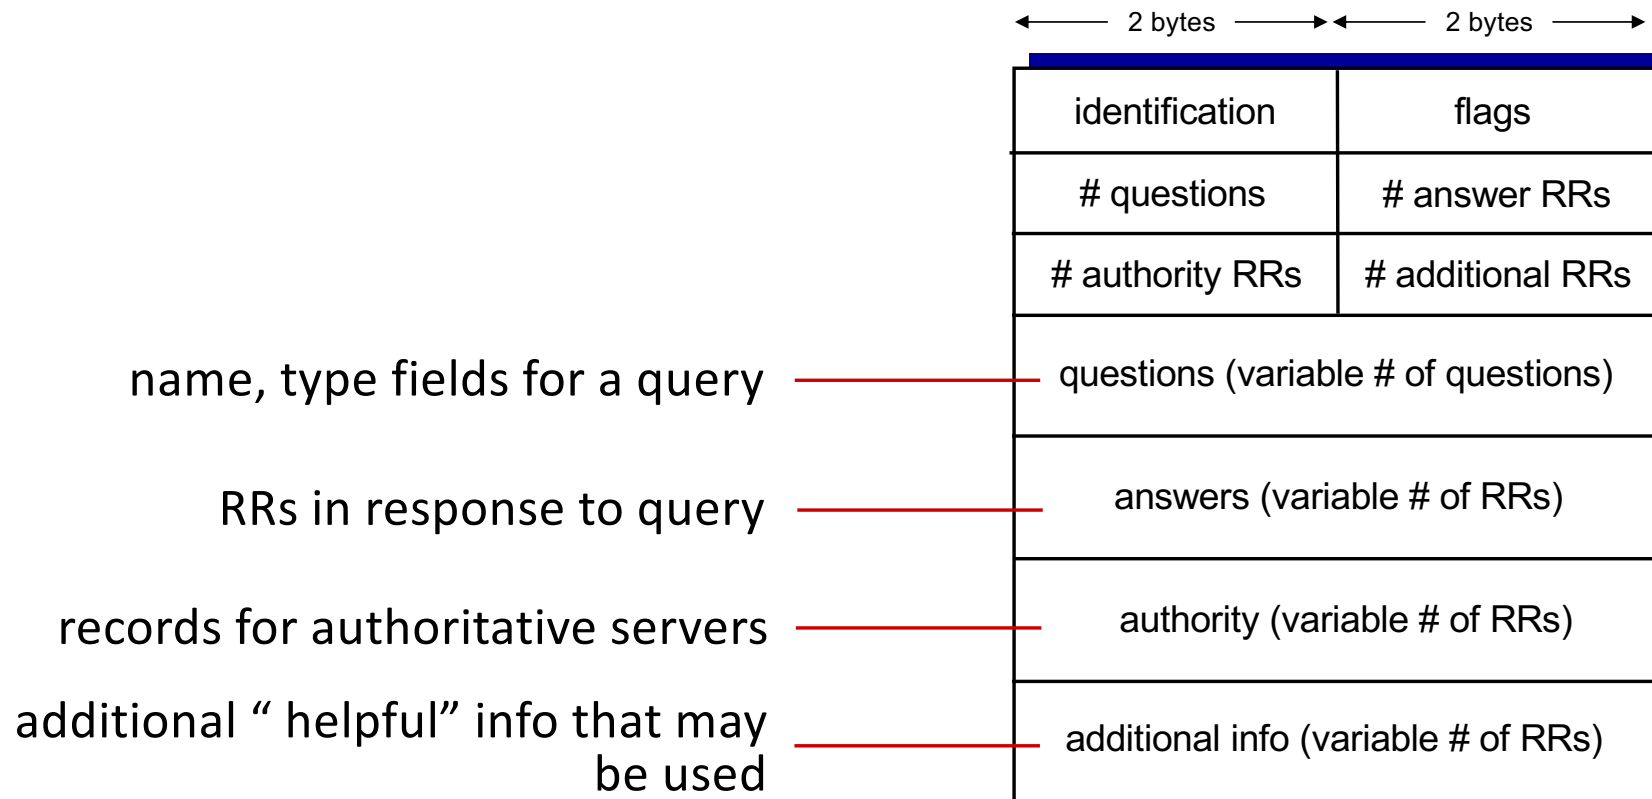 2 bytes 2 bytes
identification flags
# questions # answer RRs
# authority RRs # additional RRs
name, type fields for a query questions (variable # of questions)
RRs in response to query answers (variable # of RRs)
records for authoritative servers authority (variable # of RRs)
additional “ helpful” info that may
be used
additional info (variable # of RRs)